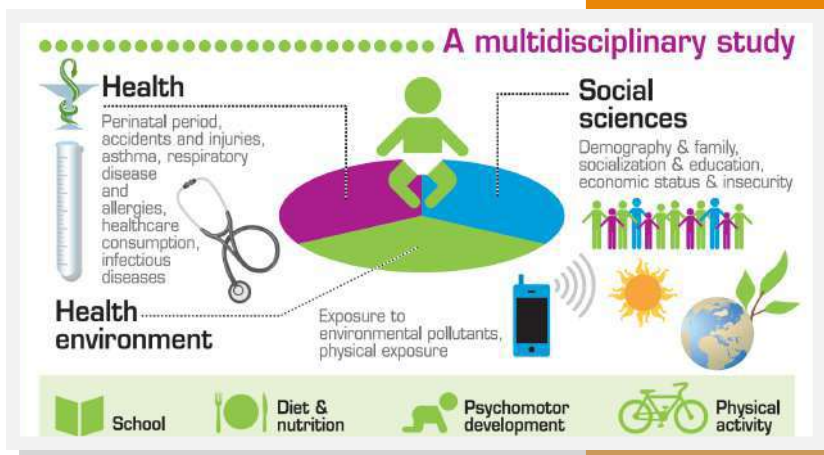 A multidisciplinary study
Health
Perinatal period,
accidents and injuries,
asthma, respiratory
disease
and
allergies,
healthcare
consumption,
infectious
diseases
Social
sciences
Demography & family,
socialization & education,
economic status & insecurity
Health
environment
Exposure to
environmental pollutants,
physical exposure
School
Diet &
nutrition
Psychomotor
development
Physical
activity